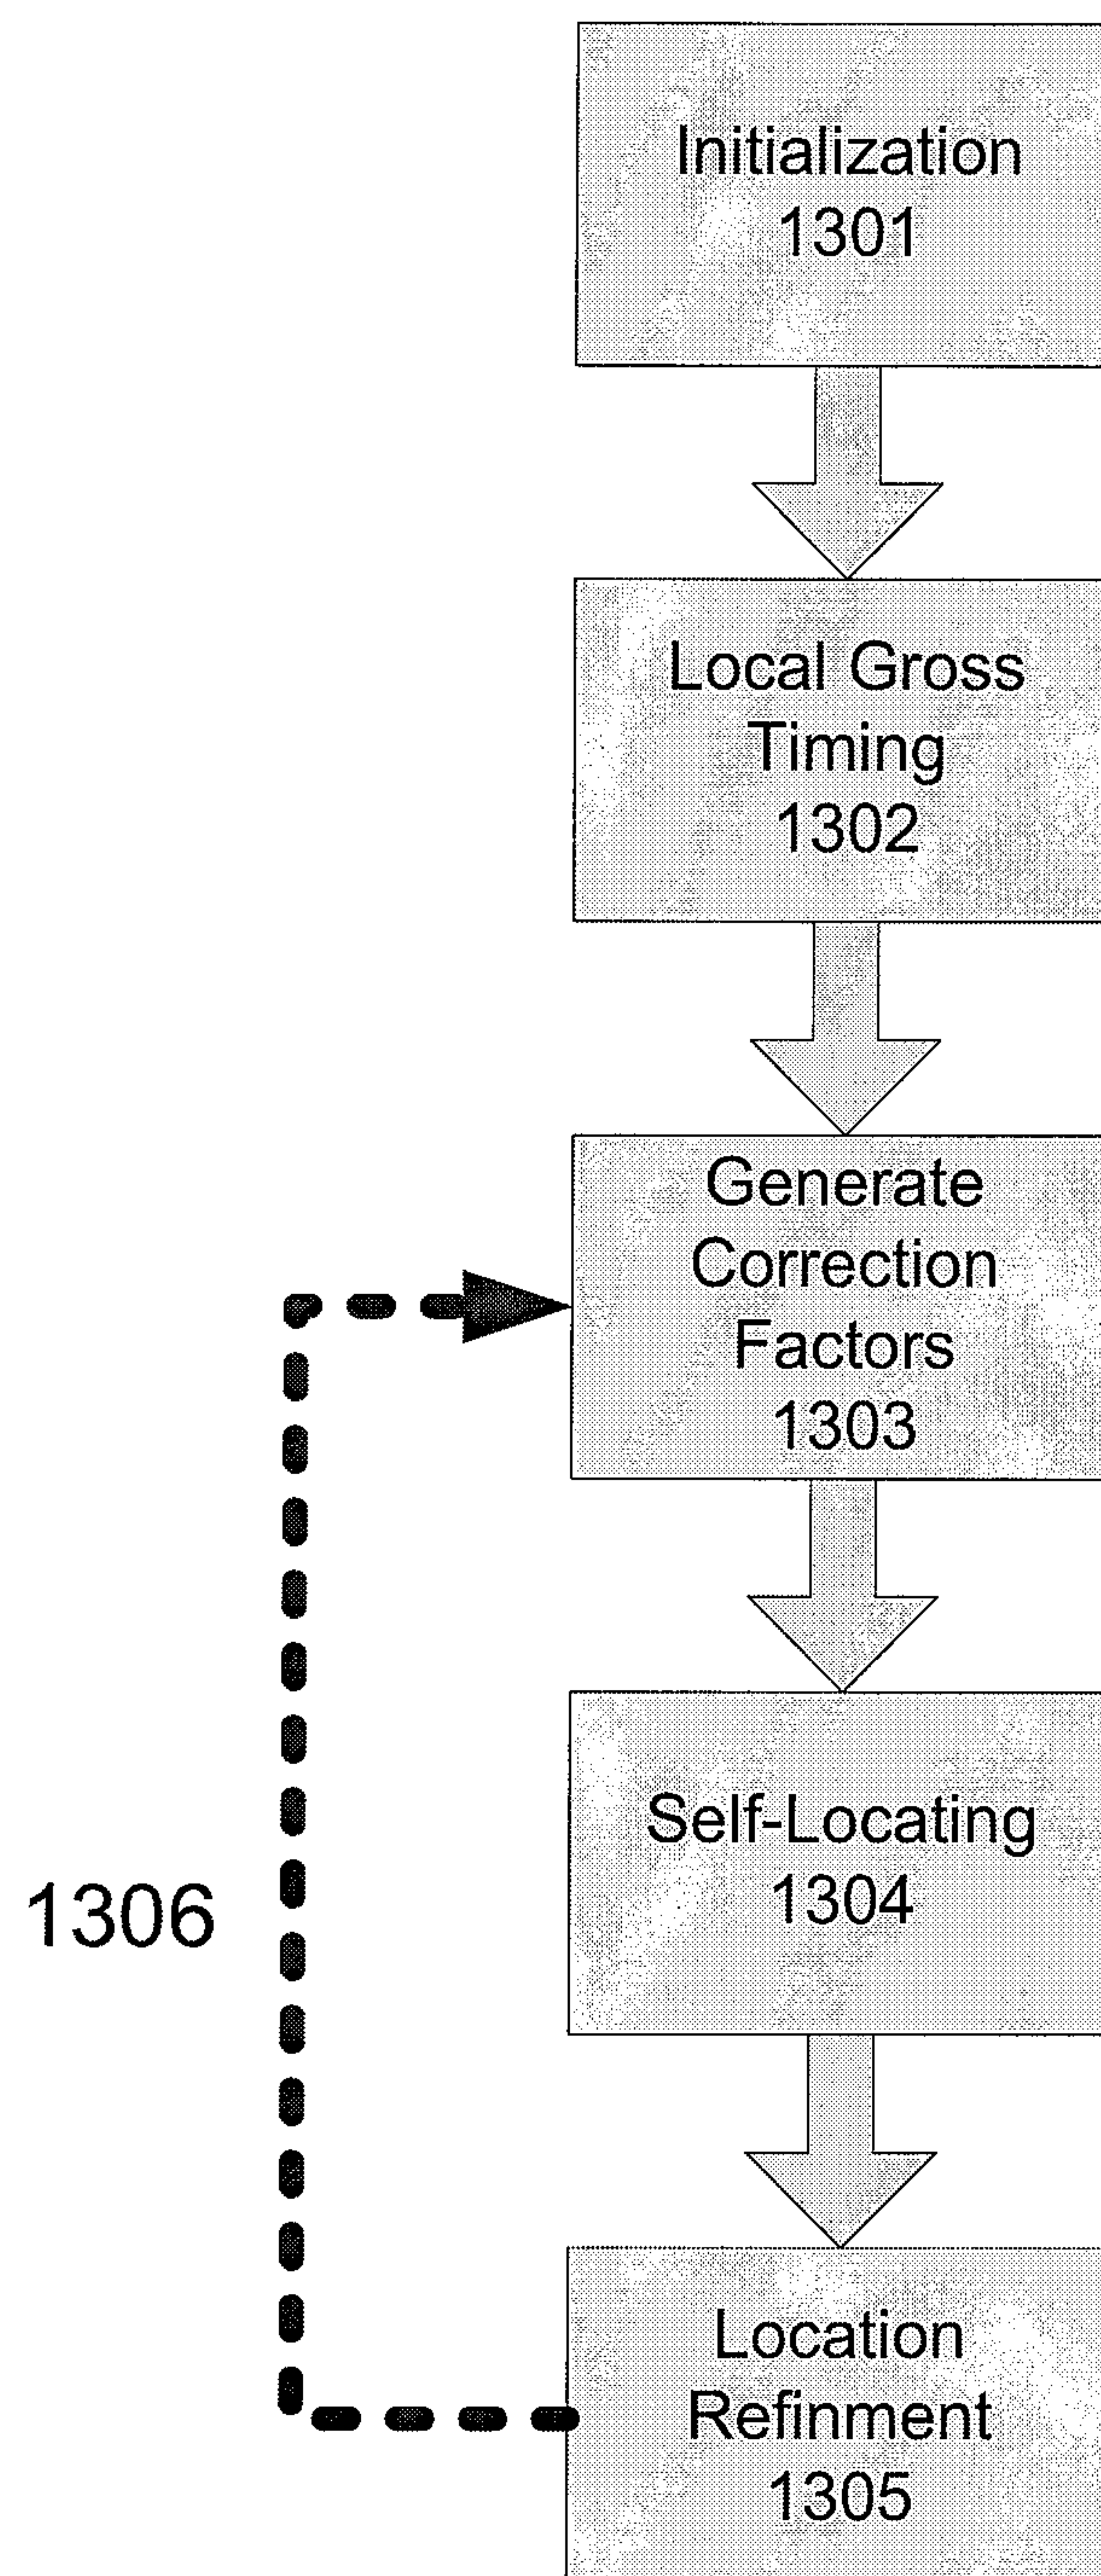 Initialization
1301
Local Gross
Timing
1302
Generate
Correction
Factors
1303
Self-Locating
1304
1306
Location
Refinment
1305